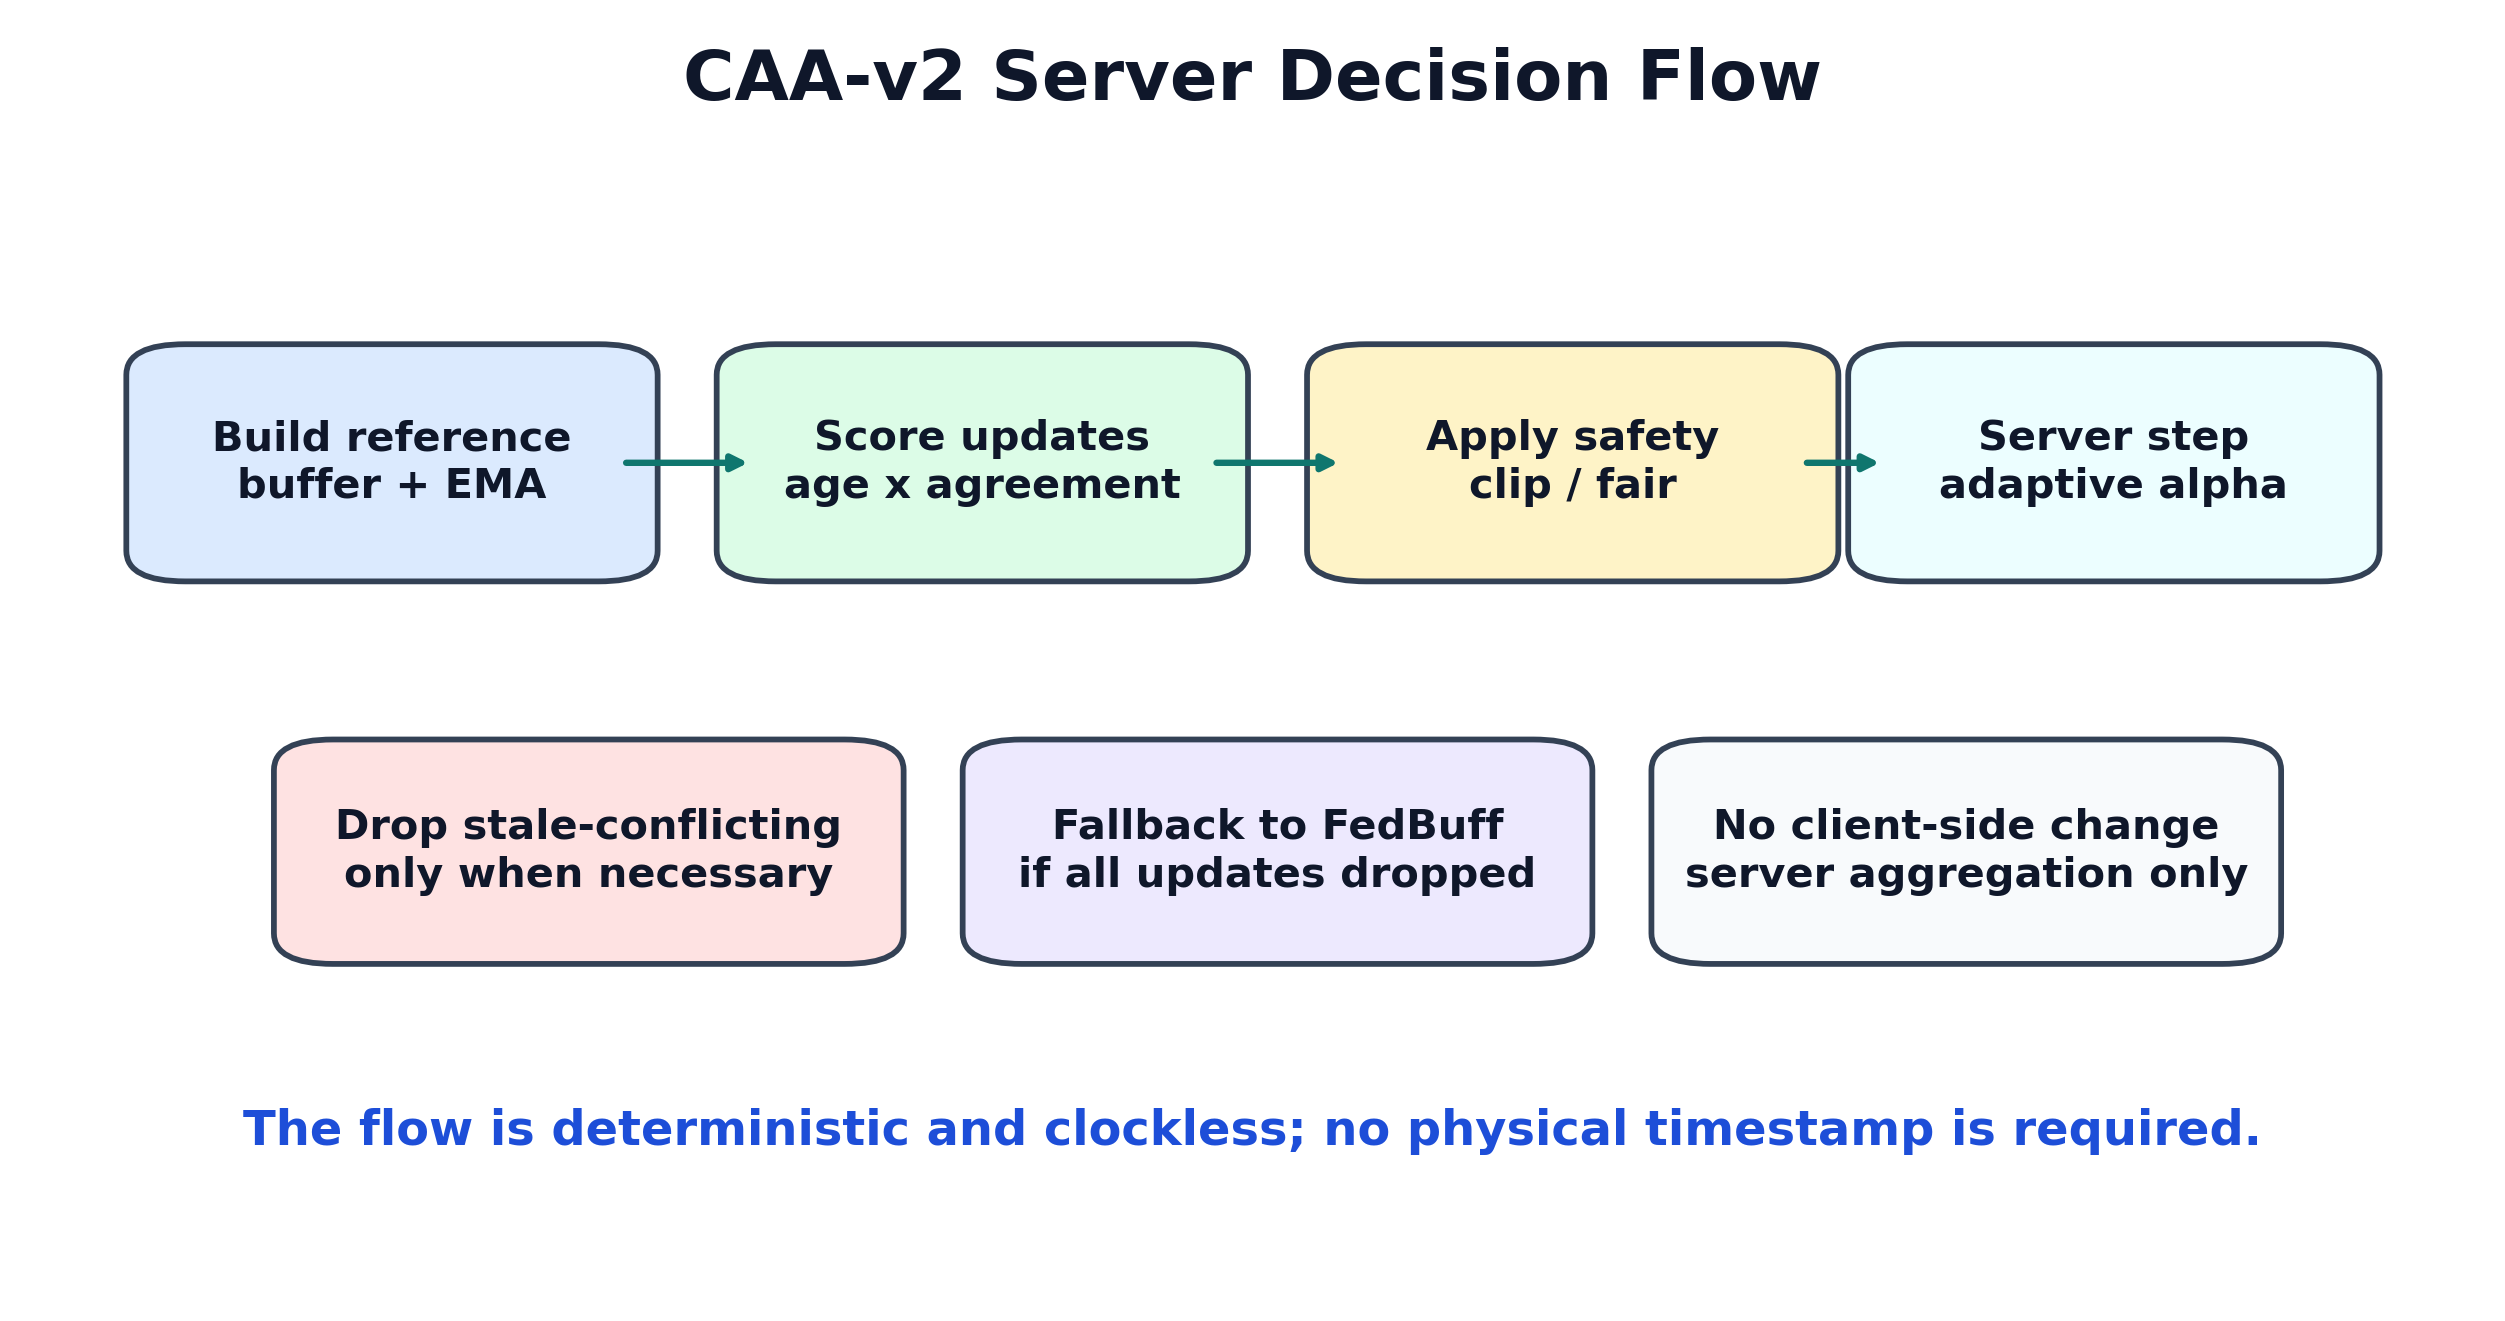 CAA-v2 Server Decision Flow
Build reference
buffer + EMA
Score updates
age x agreement
Apply safety
clip / fair
Server step
adaptive alpha
Drop stale-conflicting
only when necessary
Fallback to FedBuff
if all updates dropped
No client-side change
server aggregation only
The flow is deterministic and clockless; no physical timestamp is required.